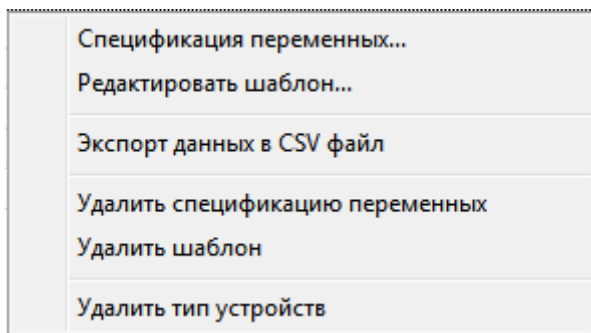 Спецификация переменных...
Редактировать шаблон...
Экспорт данных в CSV файл
Удалить спецификацию переменных
Удалить шаблон
Удалить тип устройств